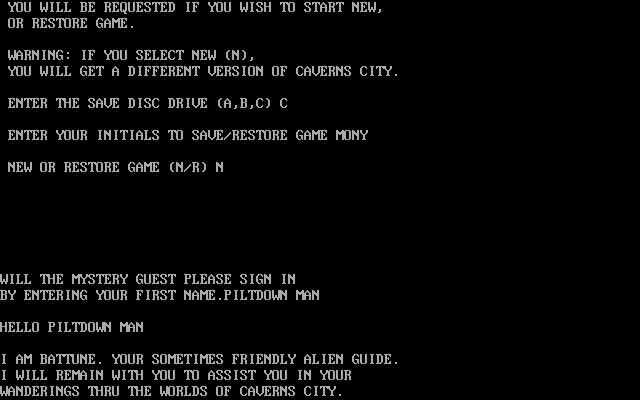 YOU WILL BE REQUESTED IF YOU WISH TO START NEW,
OR RESTORE GAME.
WARNING: IF YOU SELECT NEW (N),
YOU WILL GET A DIFFERENT VERSION OF CAVERNS CITY.
ENTER THE SAVE DISC DRIVE (A,B,C) C
ENTER YOUR INITIALS TO SAVE/RESTORE GAME MONY
NEW OR RESTORE GAME (N/R) N
WILL THE MYSTERY GUEST PLEASE SIGN IN
BY ENTERING YOUR FIRST NAME.PILTDOWN MAN
HELLO PILTDOWN MAN
I AM BATTUNE. YOUR SOMETIMES FRIENDLY ALIEN GUIDE.
I WILL REMAIN WITH YOU TO ASSIST YOU IN YOUR
WANDERINGS THRU THE WORLDS OF CAVERNS CITY.